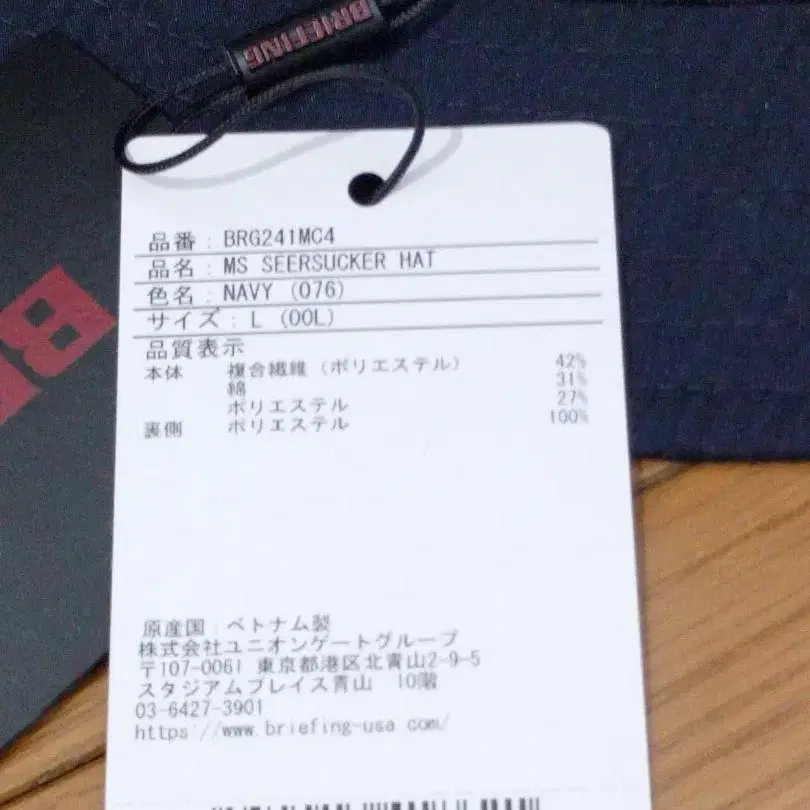 BRIEFING
品番：BRG241MC4
品名：MS SEERSUCKER HAT
色名：NAVY (076)
サイズ：L (00L)
品質表示
本体 複合繊維（ポリエステル） 42%
綿 31%
ポリエステル 27%
裏側 ポリエステル 100%
原産国：ベトナム製
株式会社ユニオンゲートグループ
〒107-0061 東京都港区北青山2-9-5
スタジアムプレイス青山 10階
03-6427-3901
https://www.briefing-usa.com/